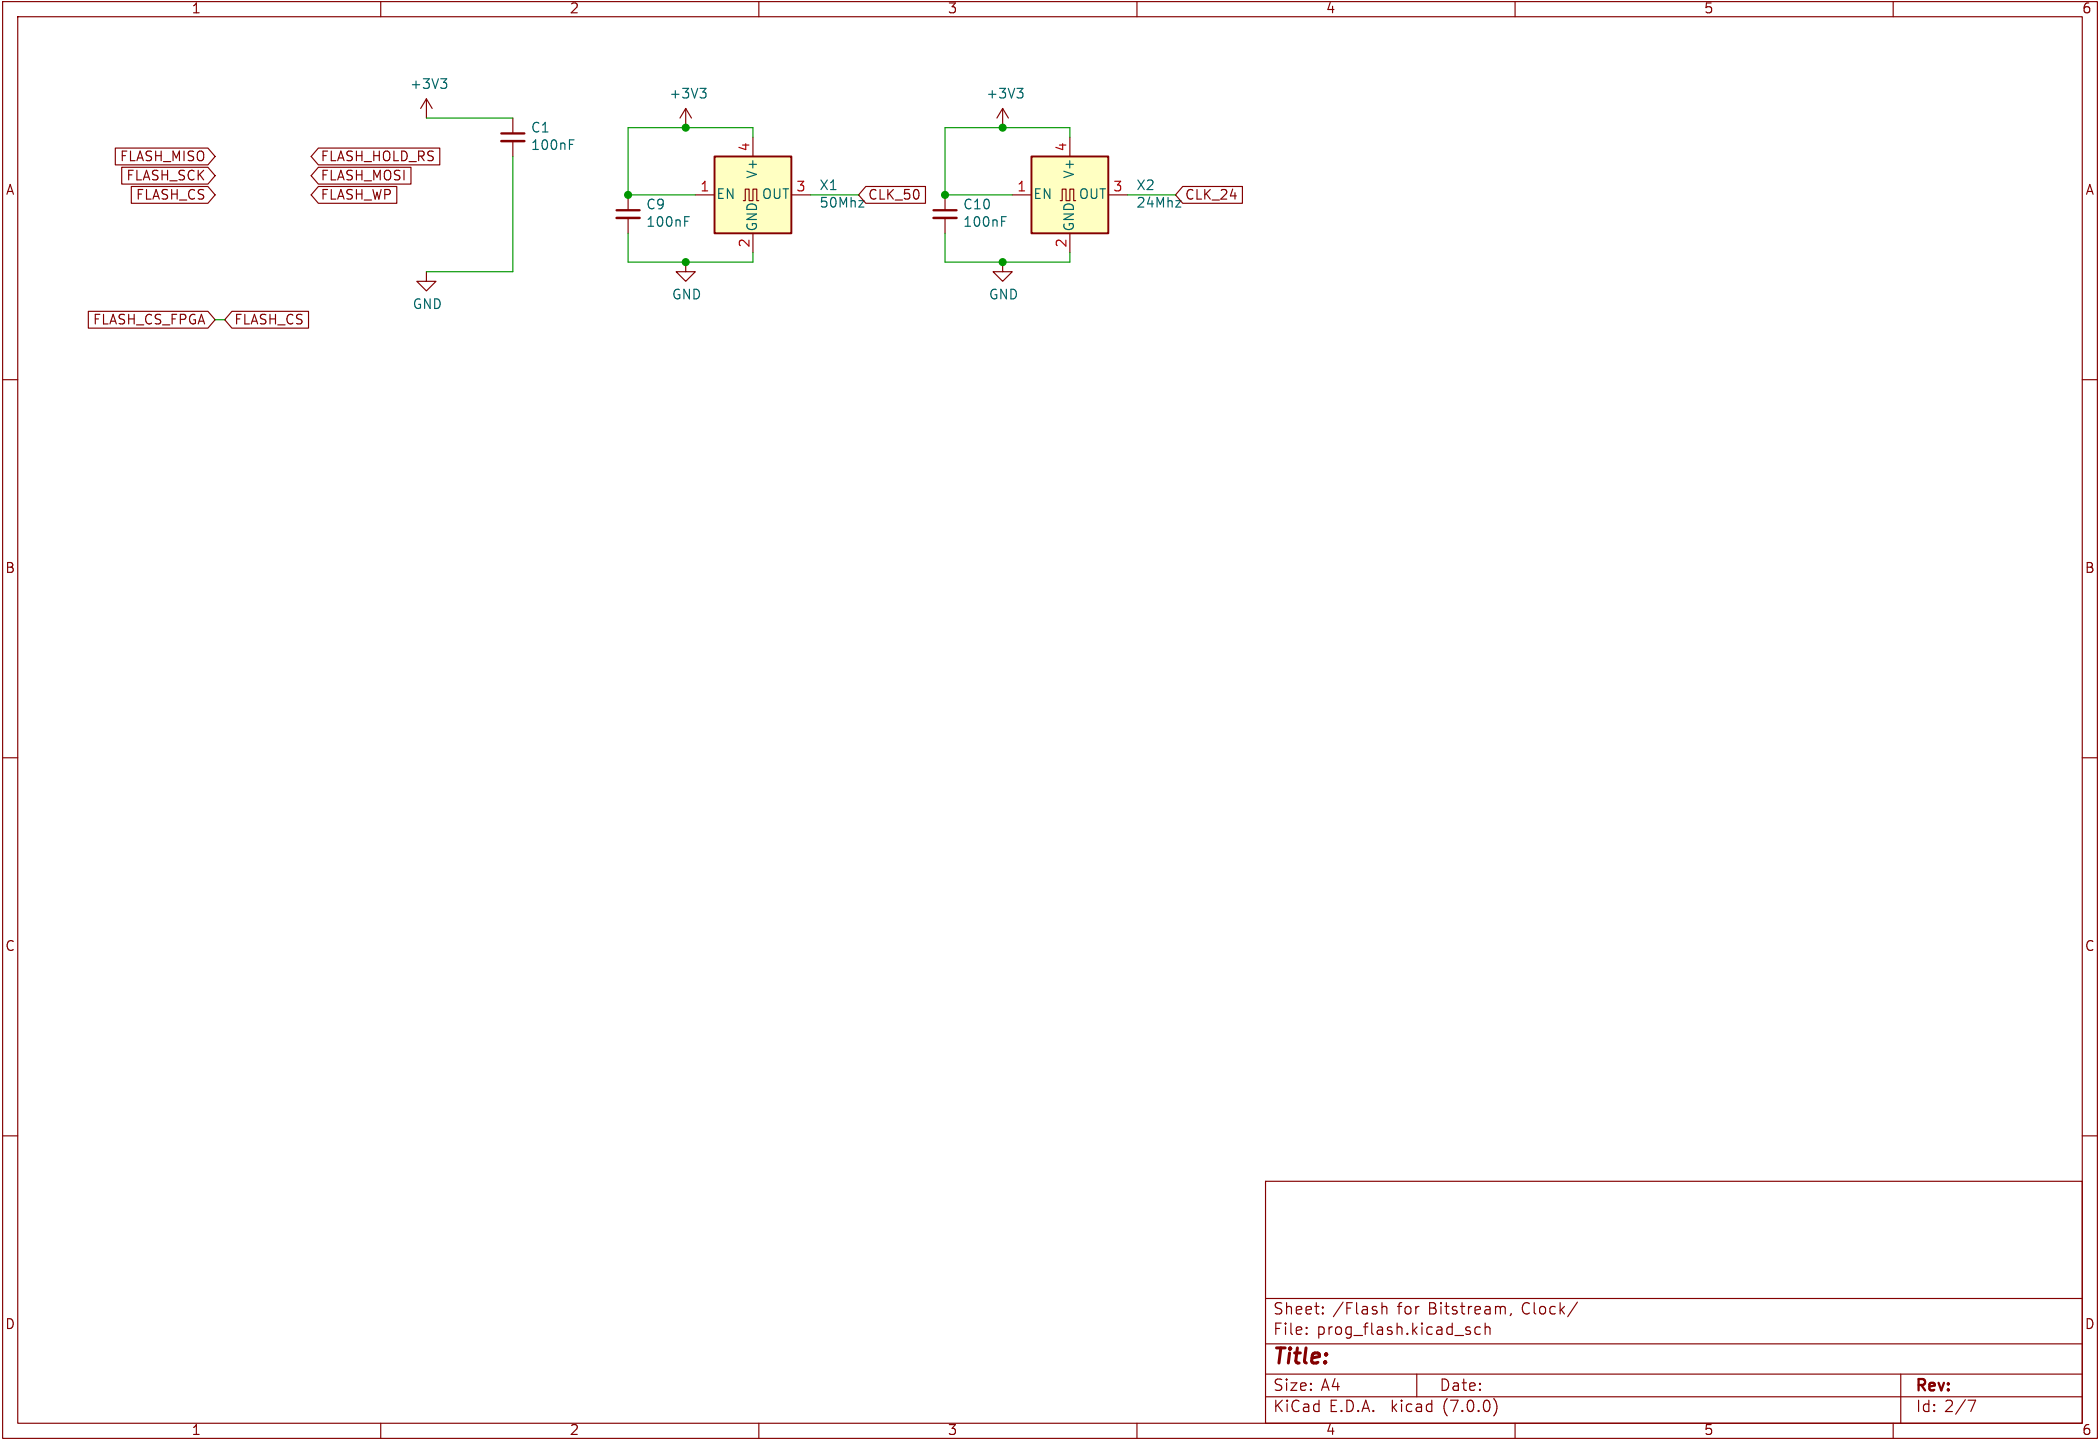 1 2 3 4 5 6
A A
B B
C C
D D
+3V3
C1
100nF
FLASH_MISO
FLASH_SCK
FLASH_CS
FLASH_HOLD_RS
FLASH_MOSI
FLASH_WP
GND
FLASH_CS_FPGA FLASH_CS
+3V3
4
V+
1 EN OUT 3
GND
2
X1
50Mhz
CLK_50
C9
100nF
GND
+3V3
4
V+
1 EN OUT 3
GND
2
X2
24Mhz
CLK_24
C10
100nF
GND
Sheet: /Flash for Bitstream, Clock/
File: prog_flash.kicad_sch
Title:
Size: A4 Date: Rev:
KiCad E.D.A. kicad (7.0.0) Id: 2/7
1 2 3 4 5 6